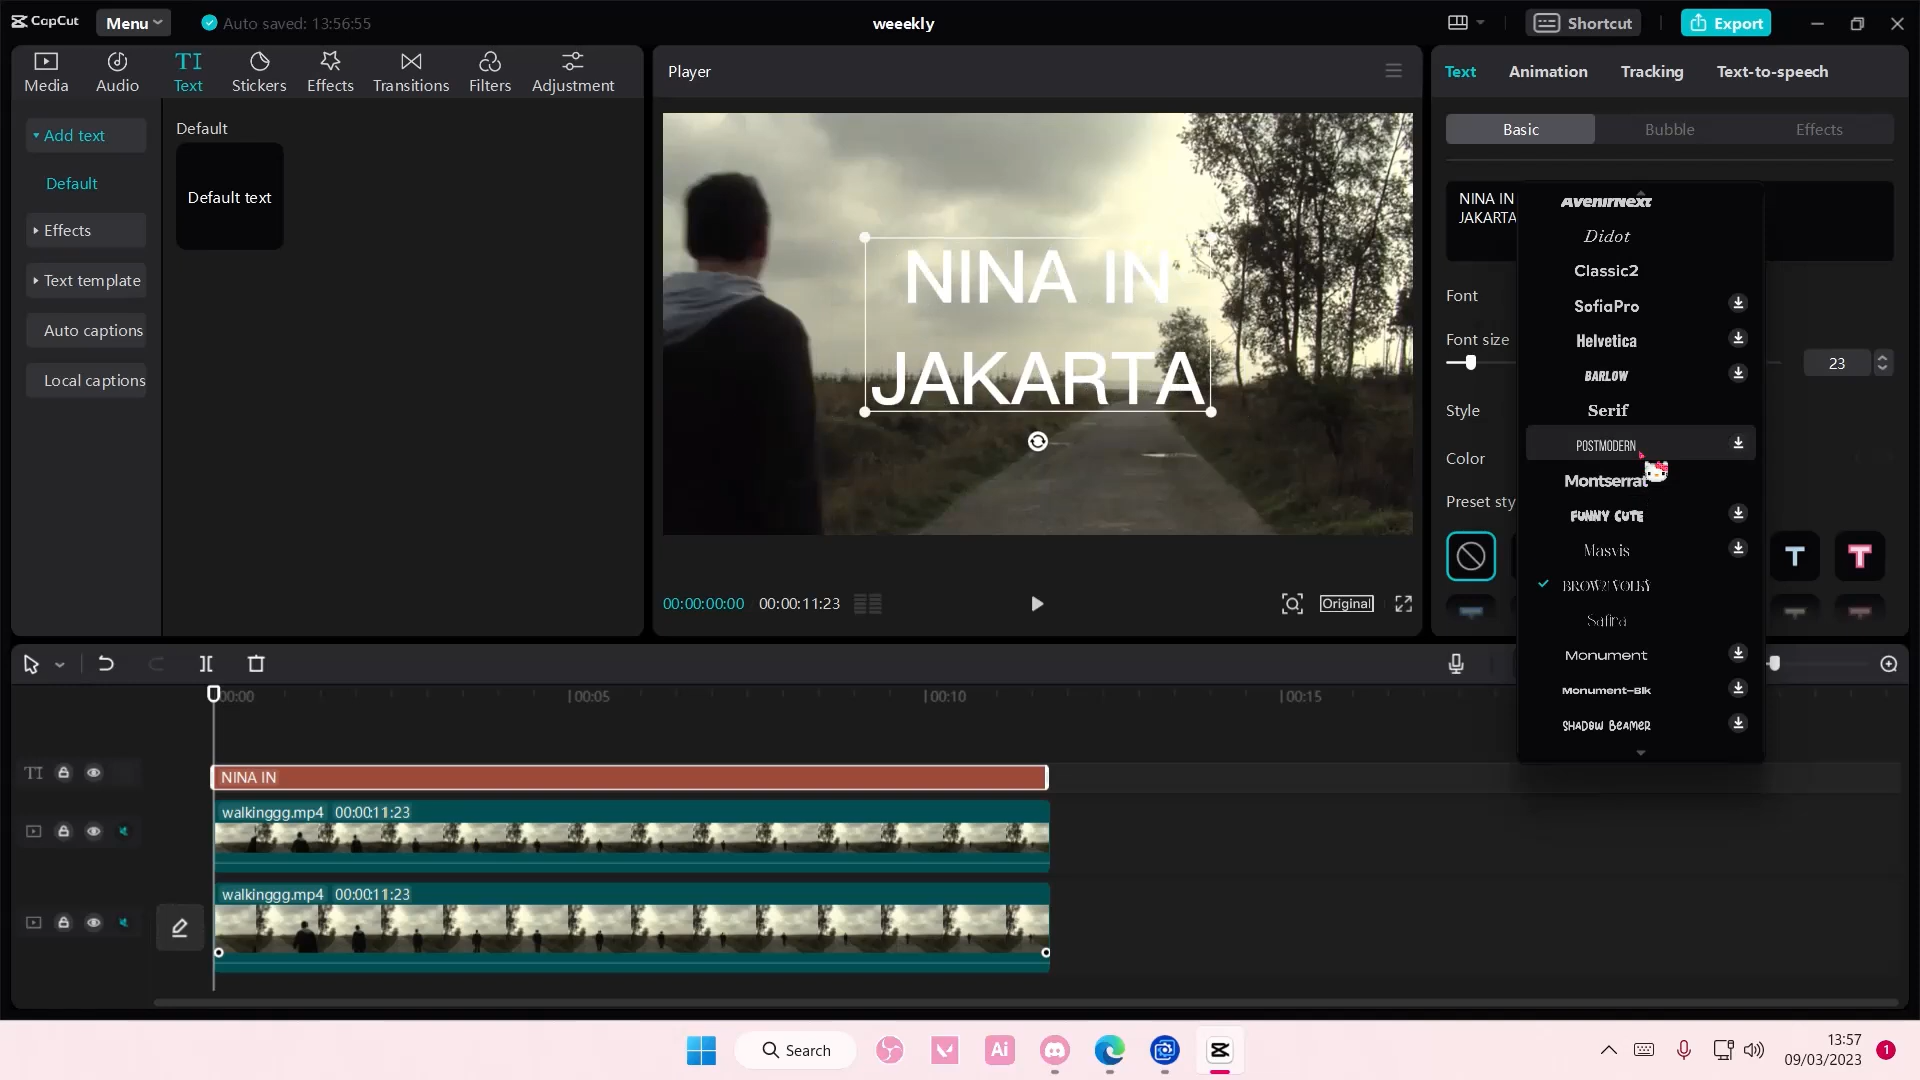 CapCut
Menu
Auto saved: 13:56:55
weeekly
Shortcut
Export
Media
Audio
TI
Text
Stickers
Effects
Transitions
Filters
Adjustment
Player
Text
Animation
Tracking
Text-to-speech
Add text
Default
Effects
Text template
Auto captions
Local captions
Default
Default text
NINA IN
JAKARTA
00:00:00:00
00:00:11:23
Original
Basic
Bubble
Effects
NINA IN
JAKARTA
Font
Font size
23
Style
Color
Preset sty
T
T
AvenirNext
Didot
Classic2
SofiaPro
Helvetica
BARLOW
Serif
POSTMODERN
Montserrat
FUNNY CUTE
Masvis
Safira
Monument
Monument-Blk
SHADOW BEAMER
00:00
00:05
00:10
00:15
TI
NINA IN
walkinggg.mp4 00:00:11:23
walkinggg.mp4 00:00:11:23
Search
Ai
13:57
09/03/2023
1